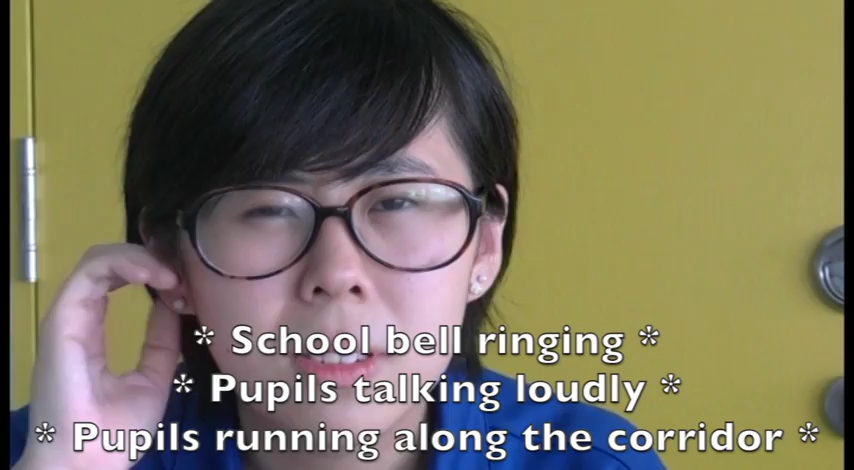 * School bell ringing *
* Pupils talking loudly *
* Pupils running along the corridor *